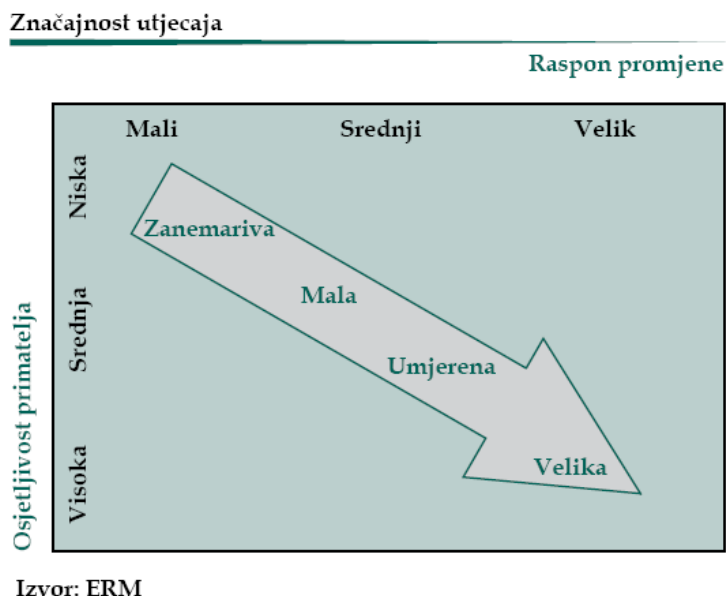 Značajnost utjecaja
Raspon promjene
Mali Srednji Velik
Niska
Zanemariva
Srednja
Mala
Umjerena
Visoka
Velika
Osjetljivost primatelja
Izvor: ERM